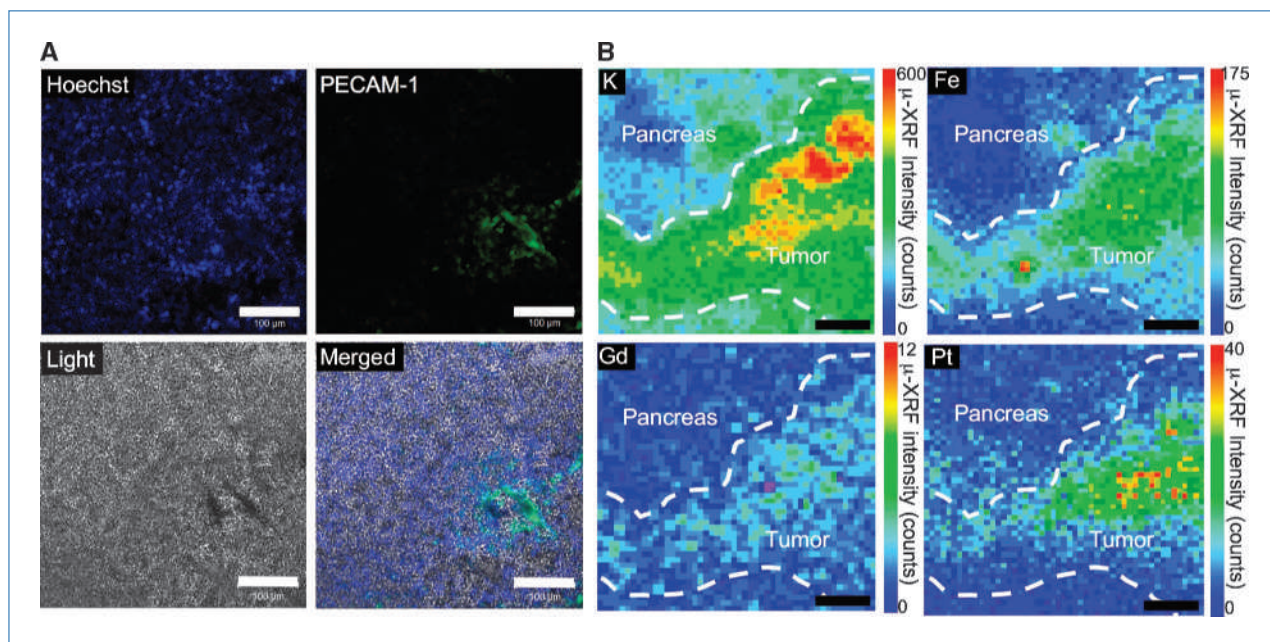 A
Hoechst
PECAM-1
100 µm
100 µm
Light
Merged
100 µm
100 µm
B
K
Pancreas
Tumor
600
µ-XRF Intensity (counts)
0
Fe
Pancreas
Tumor
175
µ-XRF Intensity (counts)
0
Gd
Pancreas
Tumor
12
µ-XRF intensity (counts)
0
Pt
Pancreas
Tumor
40
µ-XRF Intensity (counts)
0